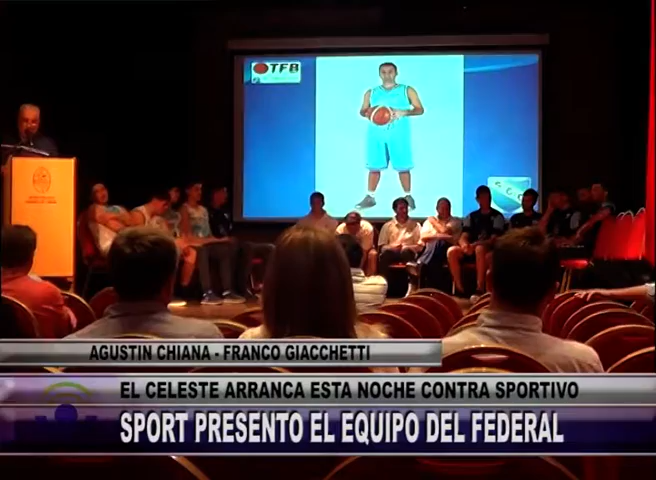 TFB
AGUSTIN CHIANA - FRANCO GIACCHETTI
EL CELESTE ARRANCA ESTA NOCHE CONTRA SPORTIVO
SPORT PRESENTO EL EQUIPO DEL FEDERAL